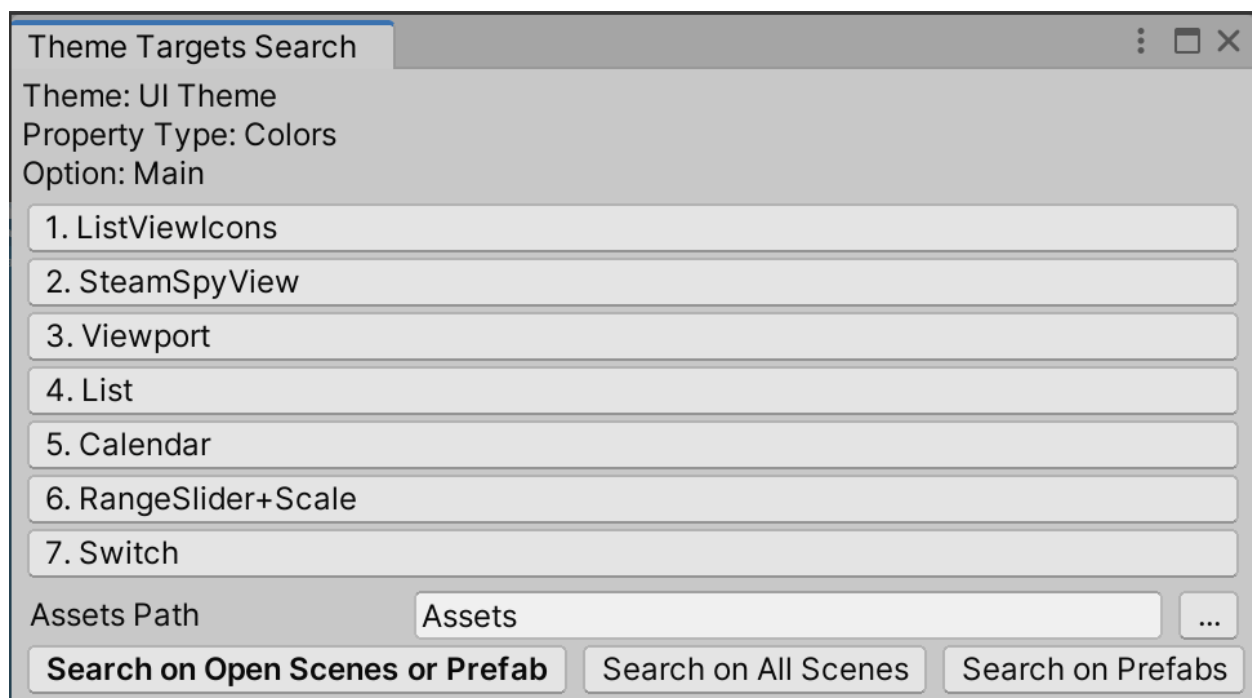 Theme Targets Search
Theme: UI Theme
Property Type: Colors
Option: Main
1. ListViewIcons
2. SteamSpyView
3. Viewport
4. List
5. Calendar
6. RangeSlider+Scale
7. Switch
Assets Path Assets ...
Search on Open Scenes or Prefab Search on All Scenes Search on Prefabs